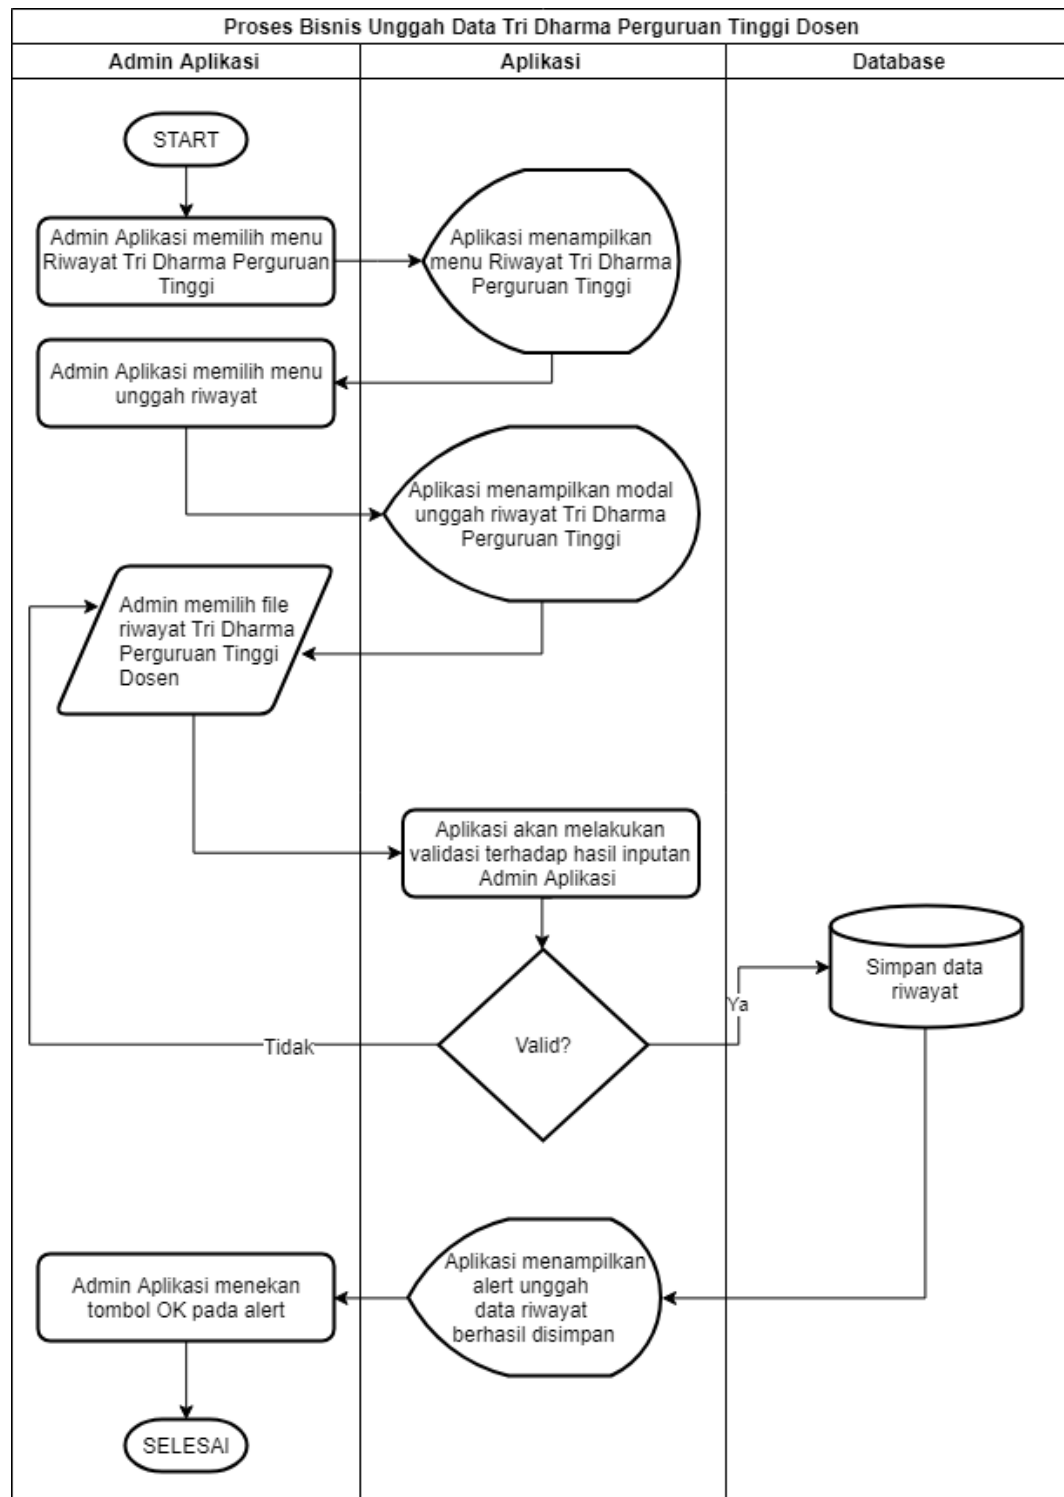 Proses Bisnis Unggah Data Tri Dharma Perguruan Tinggi Dosen
Admin Aplikasi
Aplikasi
Database
START
Admin Aplikasi memilih menu
Riwayat Tri Dharma Perguruan
Tinggi
Aplikasi menampilkan
menu Riwayat Tri Dharma
Perguruan Tinggi
Admin Aplikasi memilih menu
unggah riwayat
Aplikasi menampilkan modal
unggah riwayat Tri Dharma
Perguruan Tinggi
Admin memilih file
riwayat Tri Dharma
Perguruan Tinggi
Dosen
Aplikasi akan melakukan
validasi terhadap hasil inputan
Admin Aplikasi
Valid?
Tidak
Ya
Simpan data
riwayat
Aplikasi menampilkan
alert unggah
data riwayat
berhasil disimpan
Admin Aplikasi menekan
tombol OK pada alert
SELESAI